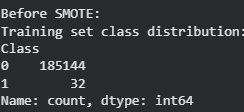 Before SMOTE:
Training set class distribution:
Class
0    185144
1        32
Name: count, dtype: int64